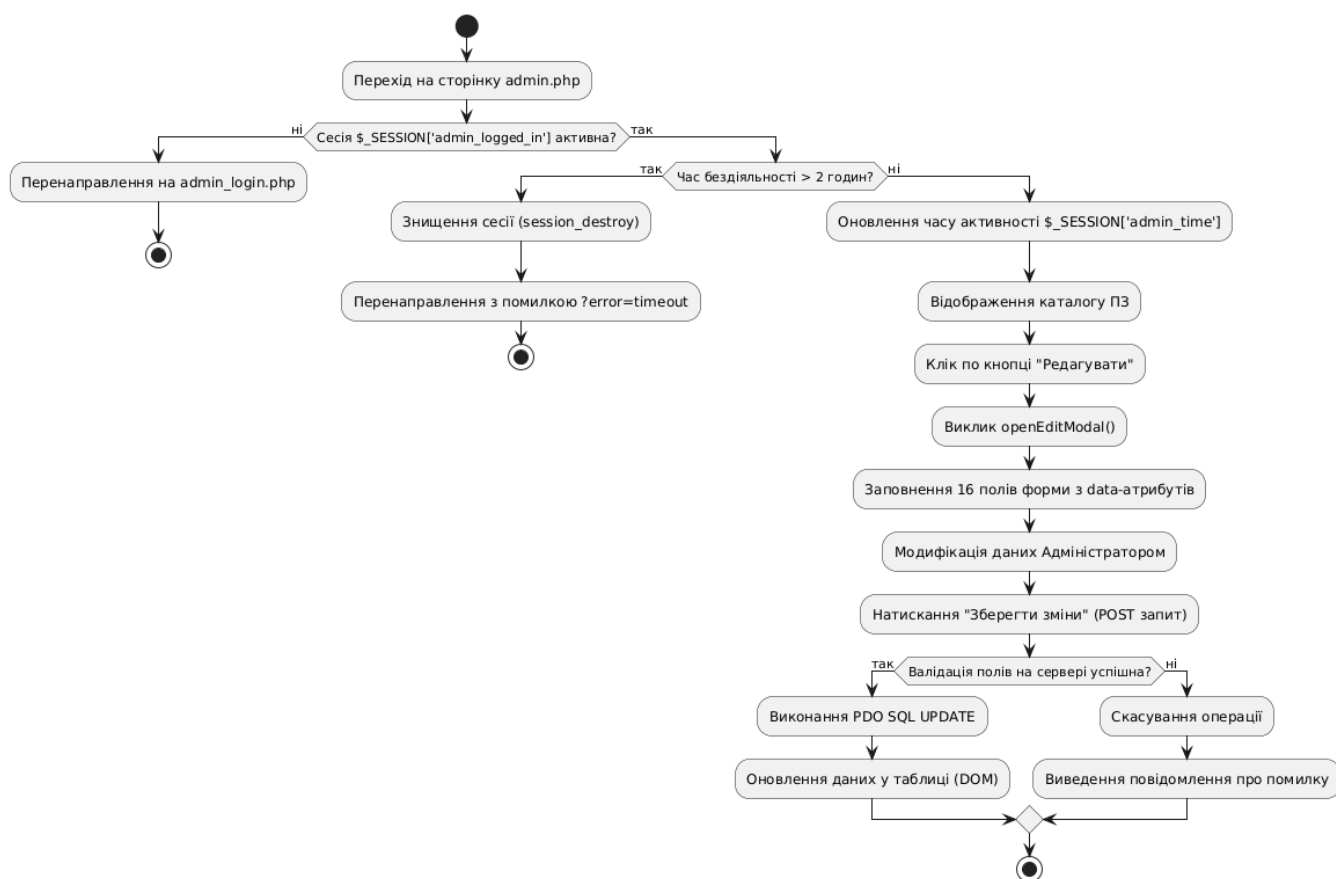 Перехід на сторінку admin.php
ні
Сесія $_SESSION['admin_logged_in'] активна?
так
Перенаправлення на admin_login.php
так
Час бездіяльності > 2 годин?
ні
Знищення сесії (session_destroy)
Оновлення часу активності $_SESSION['admin_time']
Перенаправлення з помилкою ?error=timeout
Відображення каталогу ПЗ
Клік по кнопці "Редагувати"
Виклик openEditModal()
Заповнення 16 полів форми з data-атрибутів
Модифікація даних Адміністратором
Натискання "Зберегти зміни" (POST запит)
так
Валідація полів на сервері успішна?
ні
Виконання PDO SQL UPDATE
Скасування операції
Оновлення даних у таблиці (DOM)
Виведення повідомлення про помилку